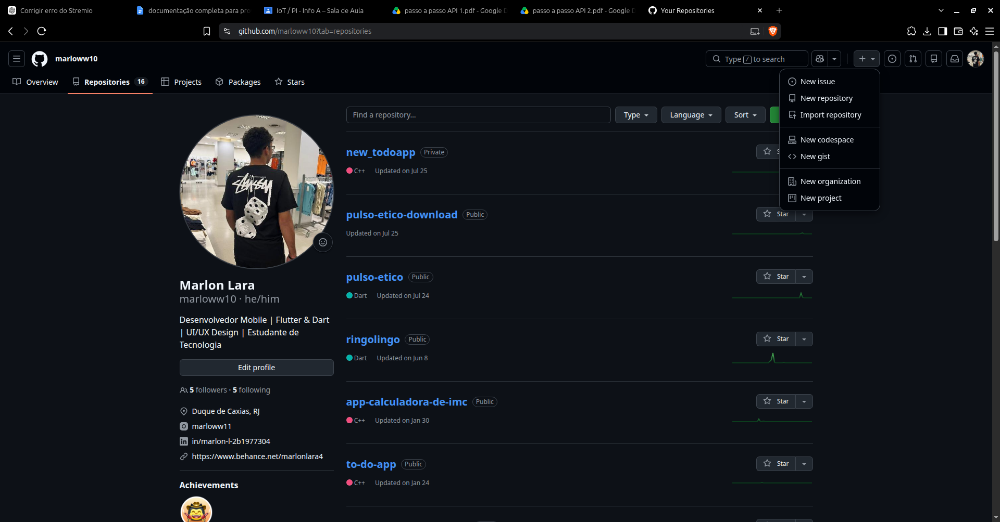 Corrigir erro do Stremio
documentação completa para pro
IoT / PI - Info A – Sala de Aula
passo a passo API 1.pdf - Google D
passo a passo API 2.pdf - Google D
Your Repositories
github.com/marloww10?tab=repositories
marloww10
Type / to search
Overview
Repositories 16
Projects
Packages
Stars
New issue
New repository
Import repository
New codespace
New gist
New organization
New project
Find a repository...
Type
Language
Sort
new_todoapp Private
C++ Updated on Jul 25
pulso-etico-download Public
Star
Updated on Jul 25
pulso-etico Public
Star
Dart Updated on Jul 24
ringolingo Public
Star
Dart Updated on Jun 8
app-calculadora-de-imc Public
Star
C++ Updated on Jan 30
to-do-app Public
Star
C++ Updated on Jan 24
STÜSSY
Marlon Lara
marloww10 · he/him
Desenvolvedor Mobile | Flutter & Dart
| UI/UX Design | Estudante de
Tecnologia
Edit profile
5 followers · 5 following
Duque de Caxias, RJ
marloww11
in/marlon-l-2b1977304
https://www.behance.net/marlonlara4
Achievements